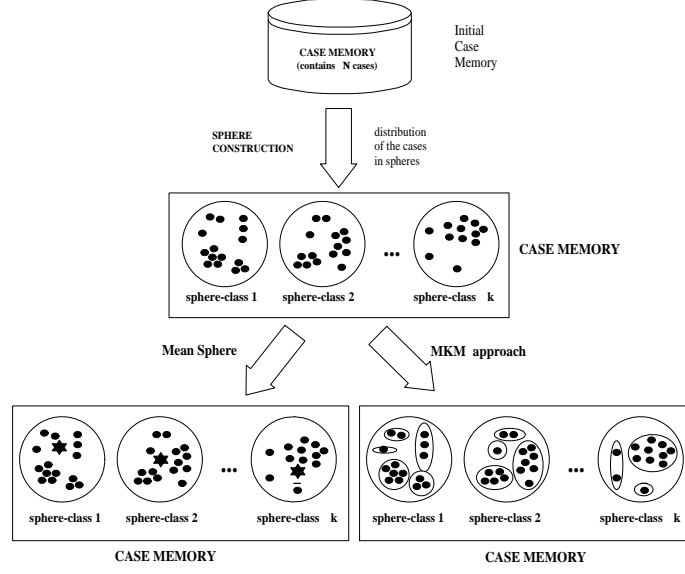 CASE MEMORY
(contains N cases)
Initial
Case
Memory
SPHERE
CONSTRUCTION
distribution
of the cases
in spheres
...
sphere-class 1
sphere-class 2
sphere-class k
CASE MEMORY
Mean Sphere
MKM approach
...
sphere-class 1
sphere-class 2
sphere-class k
CASE MEMORY
...
sphere-class 1
sphere-class 2
sphere-class k
CASE MEMORY